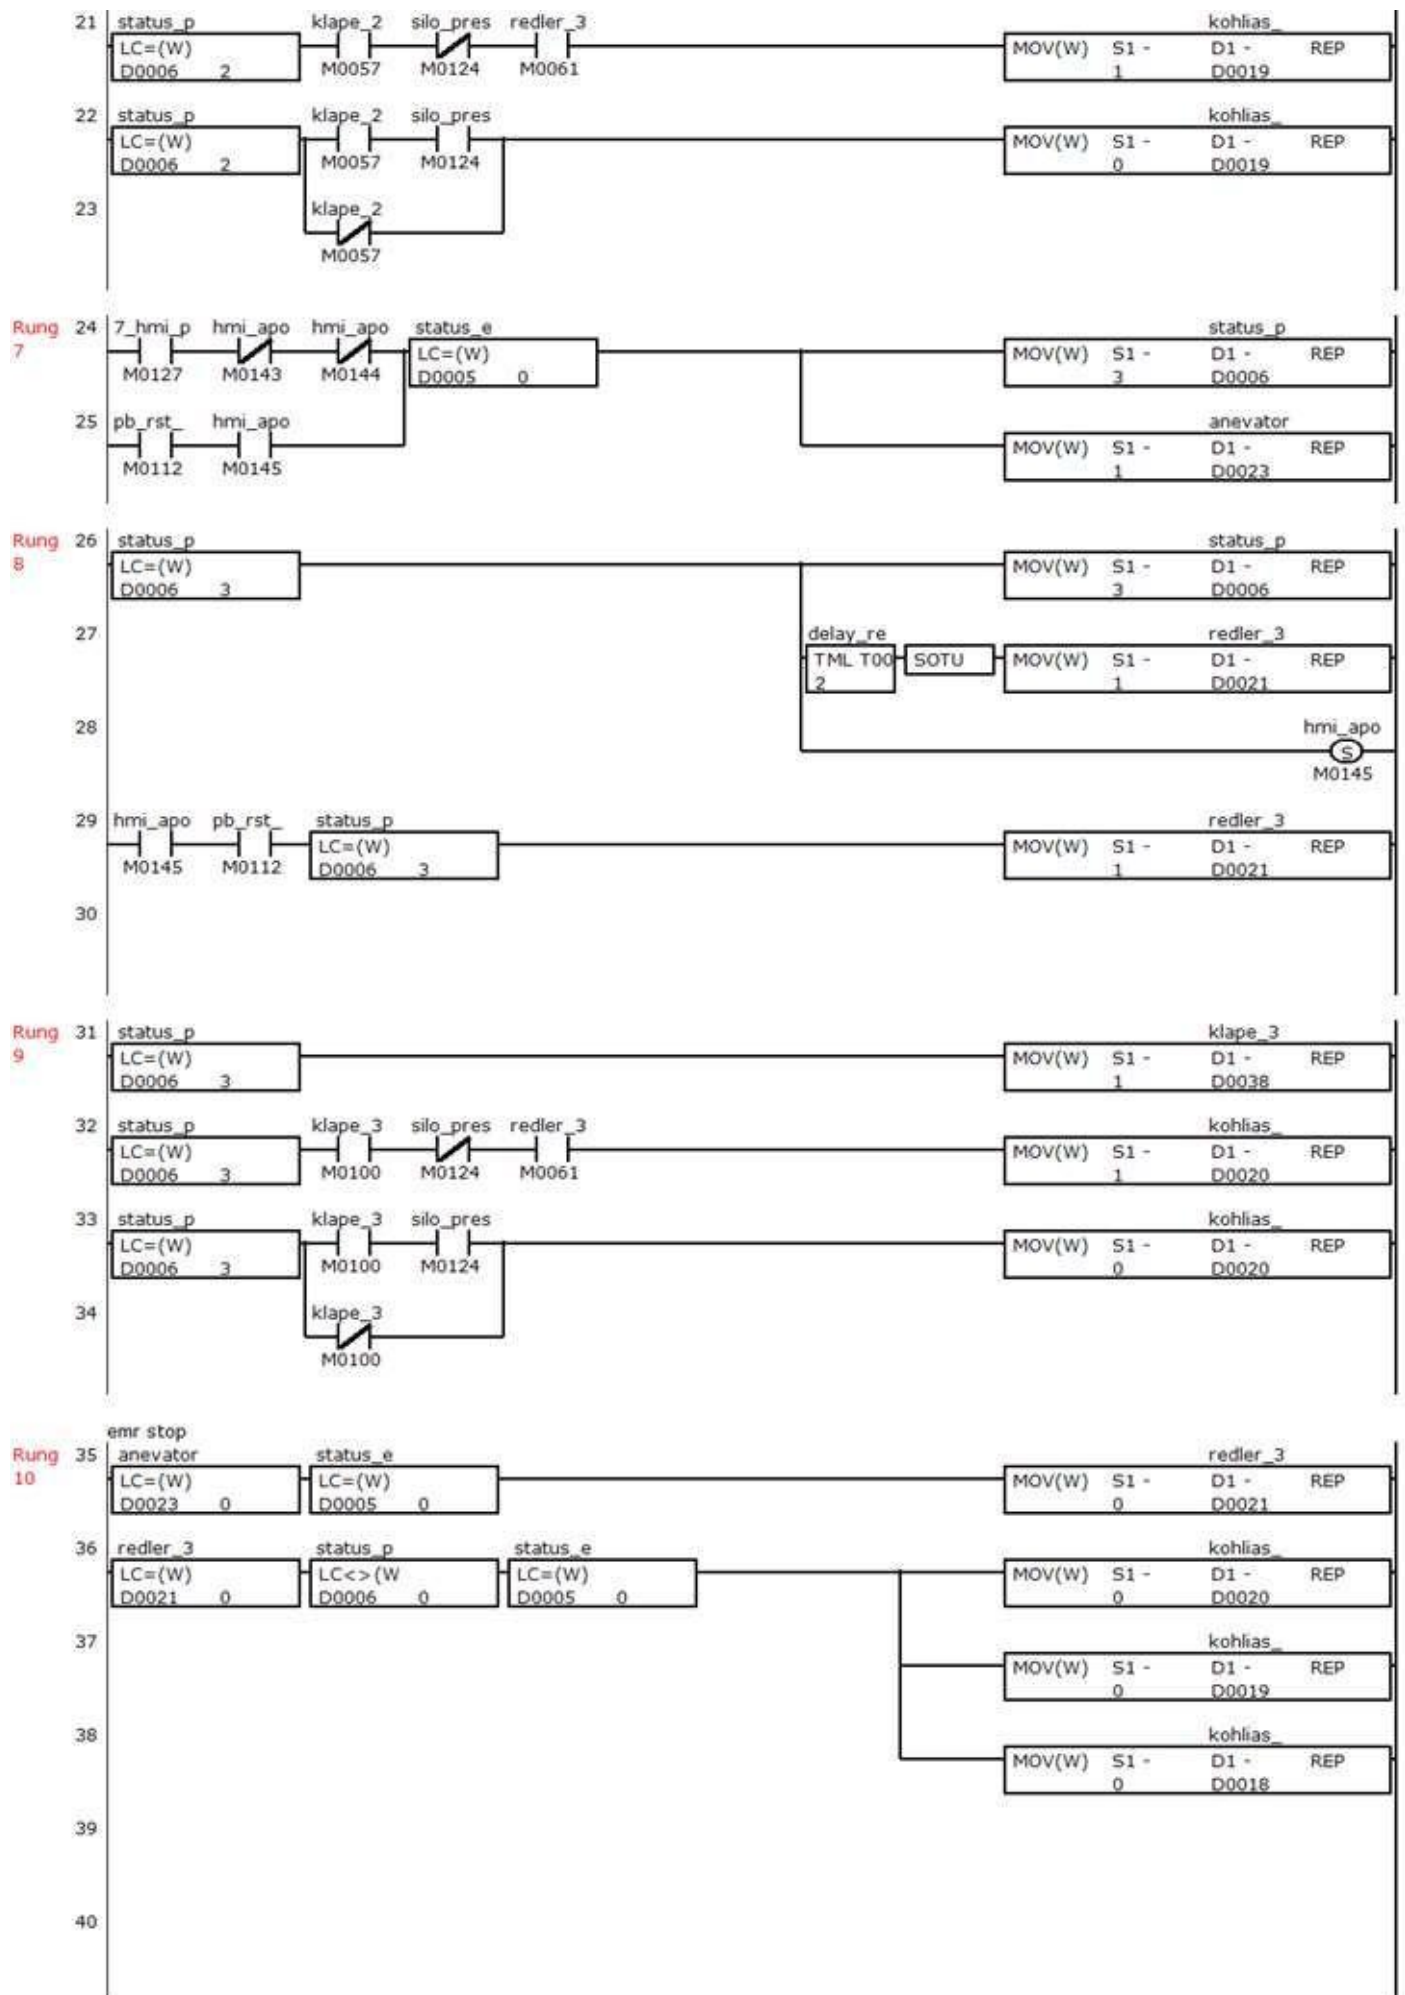 21 status_p klape_2 silo_pres redler_3 kohlias_
LC=(W) MOV(W) S1 - D1 - REP
D0006 2 M0057 M0124 M0061 1 D0019
22 status_p klape_2 silo_pres kohlias_
LC=(W) MOV(W) S1 - D1 - REP
D0006 2 M0057 M0124 0 D0019
23 klape_2
M0057
Rung 24 7_hmi_p hmi_apo hmi_apo status_e status_p
7 LC=(W) MOV(W) S1 - D1 - REP
M0127 M0143 M0144 D0005 0 3 D0006
25 pb_rst_ hmi_apo anevator
MOV(W) S1 - D1 - REP
M0112 M0145 1 D0023
Rung 26 status_p status_p
8 LC=(W) MOV(W) S1 - D1 - REP
D0006 3 3 D0006
27 delay_re redler_3
TML T00 SOTU MOV(W) S1 - D1 - REP
2 1 D0021
28 hmi_apo
S
M0145
29 hmi_apo pb_rst_ status_p redler_3
LC=(W) MOV(W) S1 - D1 - REP
M0145 M0112 D0006 3 1 D0021
30
Rung 31 status_p klape_3
9 LC=(W) MOV(W) S1 - D1 - REP
D0006 3 1 D0038
32 status_p klape_3 silo_pres redler_3 kohlias_
LC=(W) MOV(W) S1 - D1 - REP
D0006 3 M0100 M0124 M0061 1 D0020
33 status_p klape_3 silo_pres kohlias_
LC=(W) MOV(W) S1 - D1 - REP
D0006 3 M0100 M0124 0 D0020
34 klape_3
M0100
emr stop
Rung 35 anevator status_e redler_3
10 LC=(W) LC=(W) MOV(W) S1 - D1 - REP
D0023 0 D0005 0 0 D0021
36 redler_3 status_p status_e kohlias_
LC=(W) LC<>(W LC=(W) MOV(W) S1 - D1 - REP
D0021 0 D0006 0 D0005 0 0 D0020
37 kohlias_
MOV(W) S1 - D1 - REP
0 D0019
38 kohlias_
MOV(W) S1 - D1 - REP
0 D0018
39
40